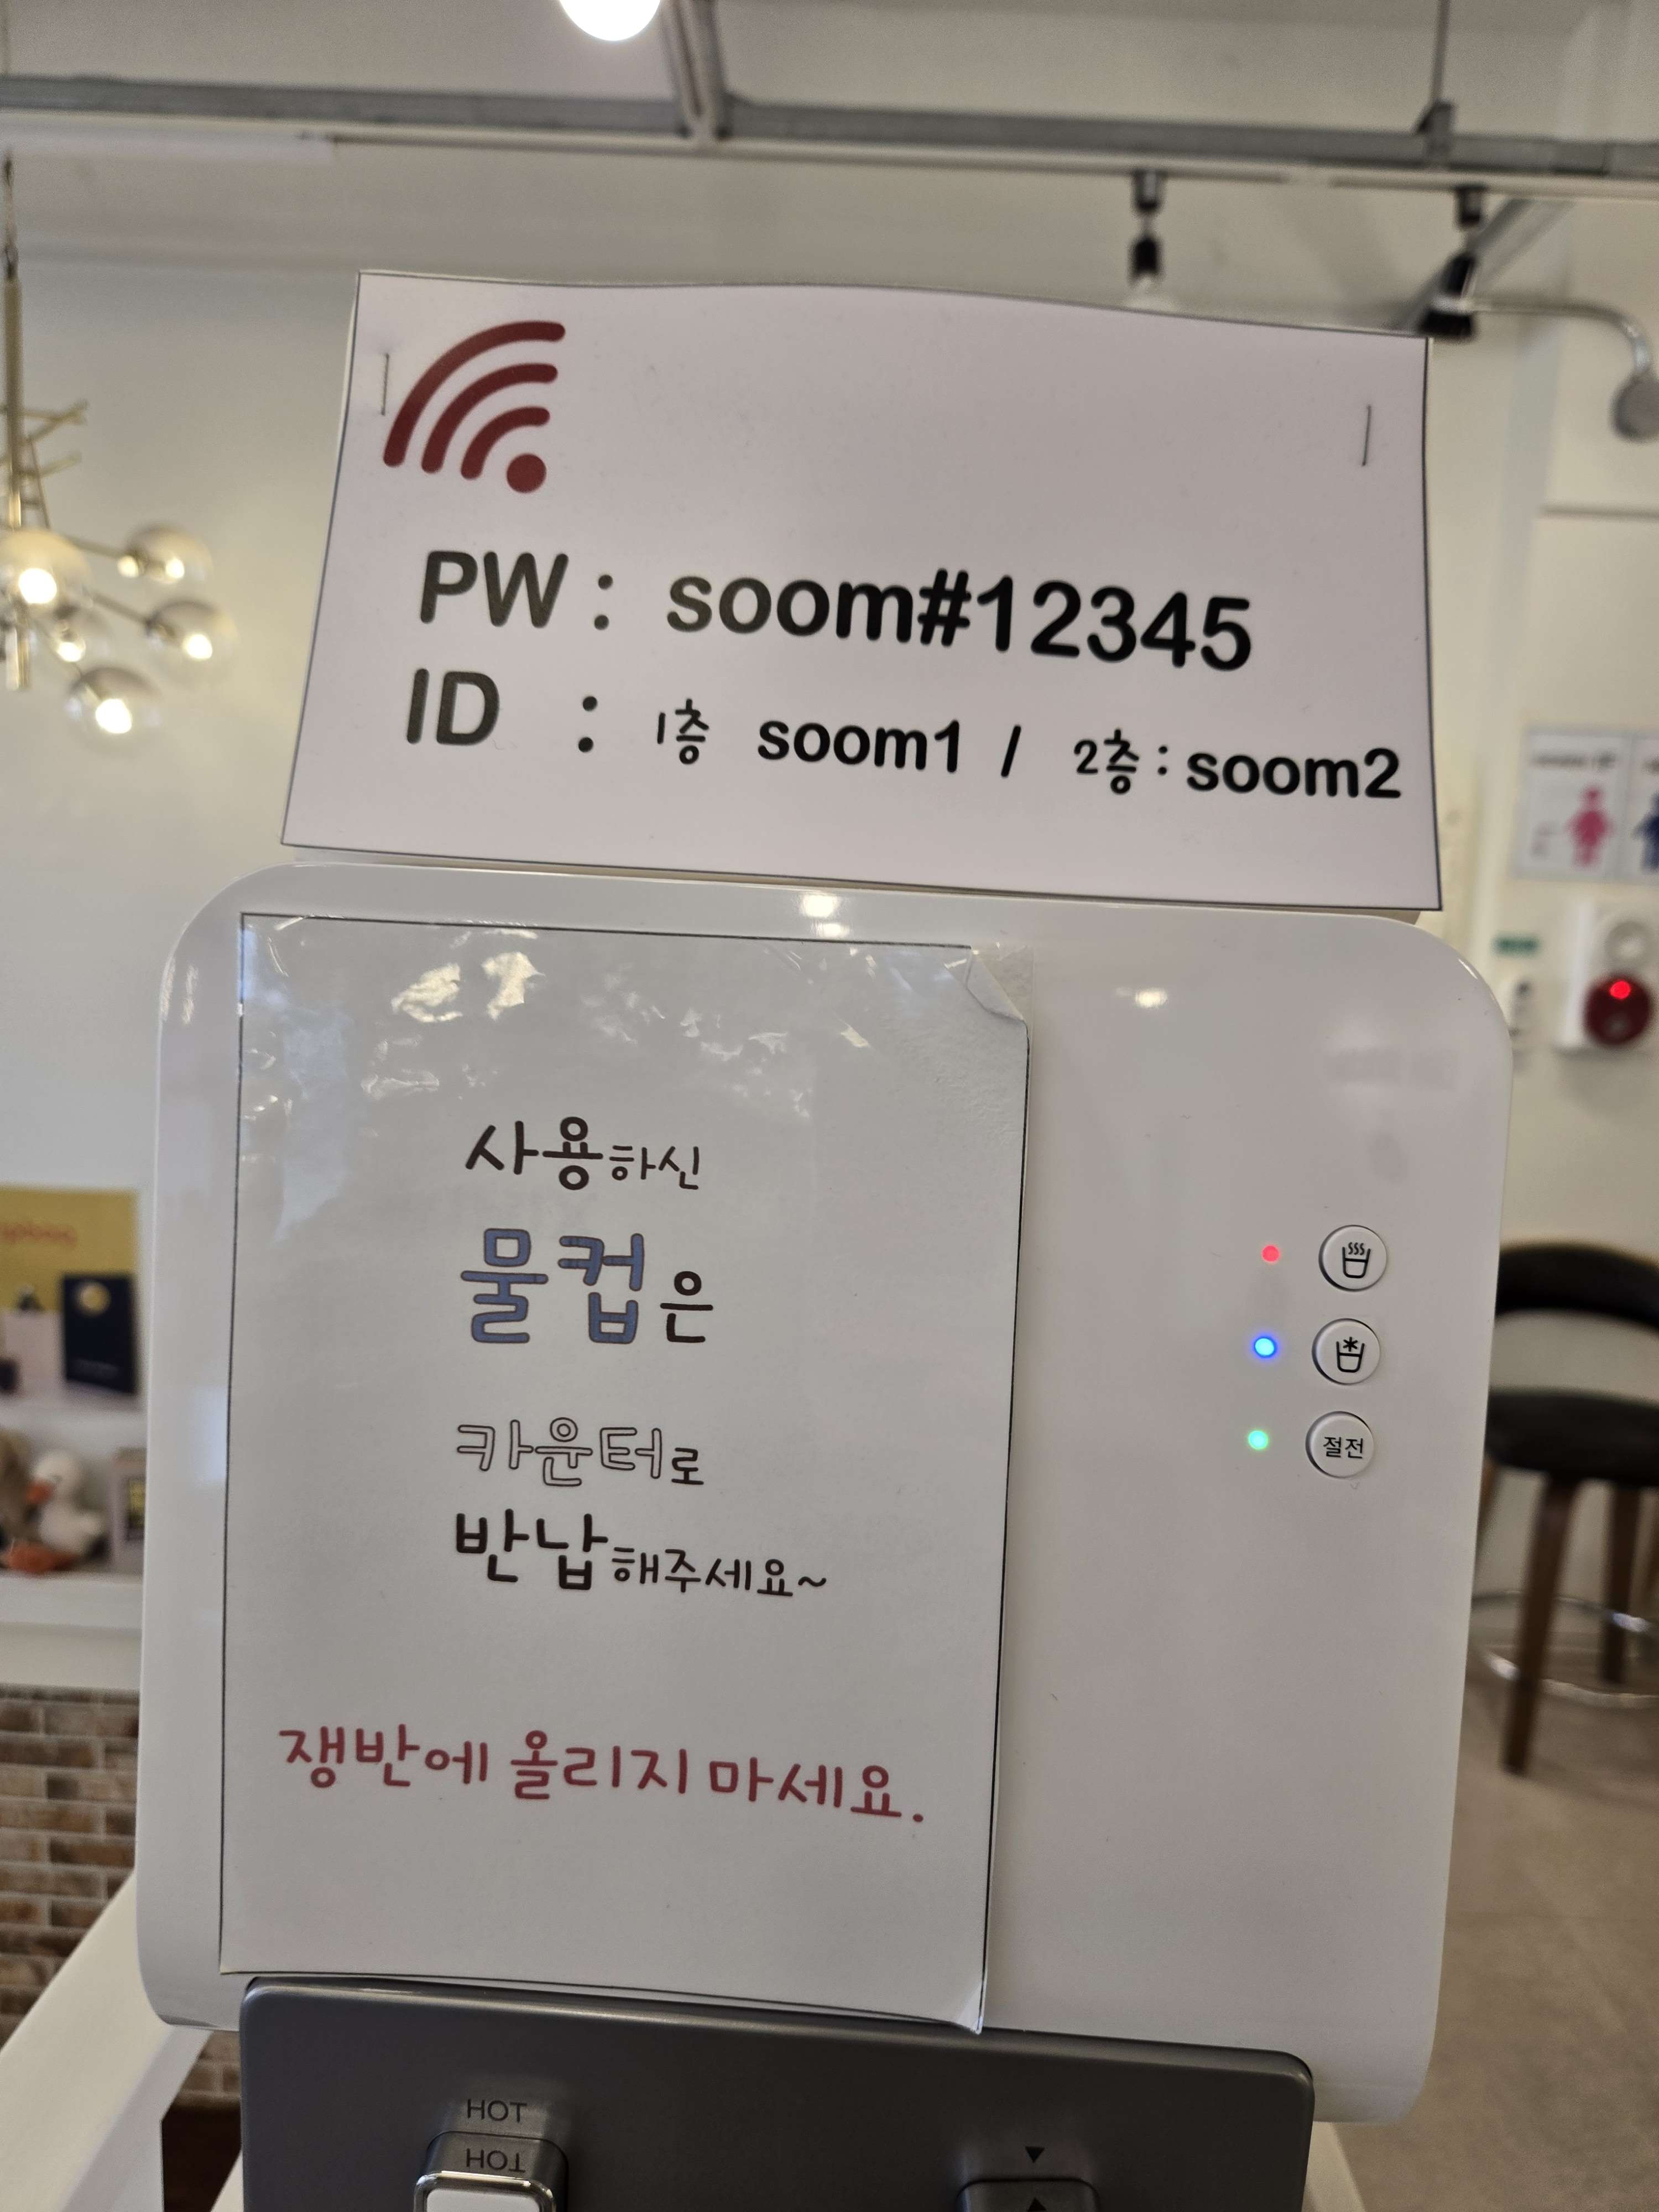 PW : soom#12345
ID : 1층 soom1 / 2층 : soom2
사용하신
물컵은
카운터로
반납해주세요~
쟁반에 올리지 마세요.
절전
HOT
HOT